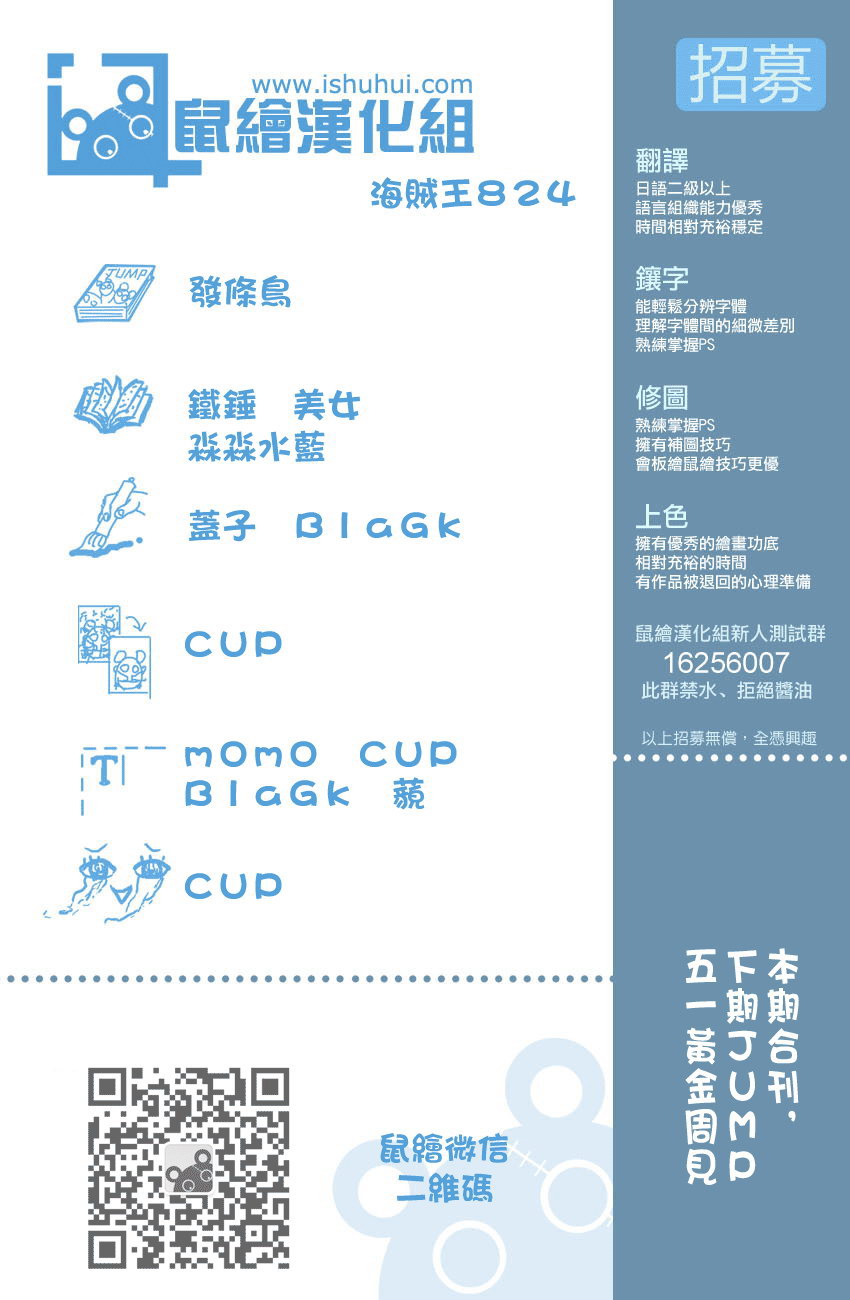 www.ishuhui.com
鼠繪漢化組
海賊王824
JUMP
發條鳥
鐵錘 美女
淼淼水藍
蓋子 BlaGk
CUP
T
mOmO CUP
BlaGk 蘋
CUP
鼠繪微信
二維碼
招募
翻譯
日語二級以上
語言組織能力優秀
時間相對充裕穩定
鑲字
能輕鬆分辨字體
理解字體間的細微差別
熟練掌握PS
修圖
熟練掌握PS
擁有補圖技巧
會板繪鼠繪技巧更優
上色
擁有優秀的繪畫功底
相對充裕的時間
有作品被退回的心理準備
鼠繪漢化組新人測試群
16256007
此群禁水、拒絕醬油
以上招募無償，全憑興趣
本期合刊，
下期JUMP
五一黃金周見